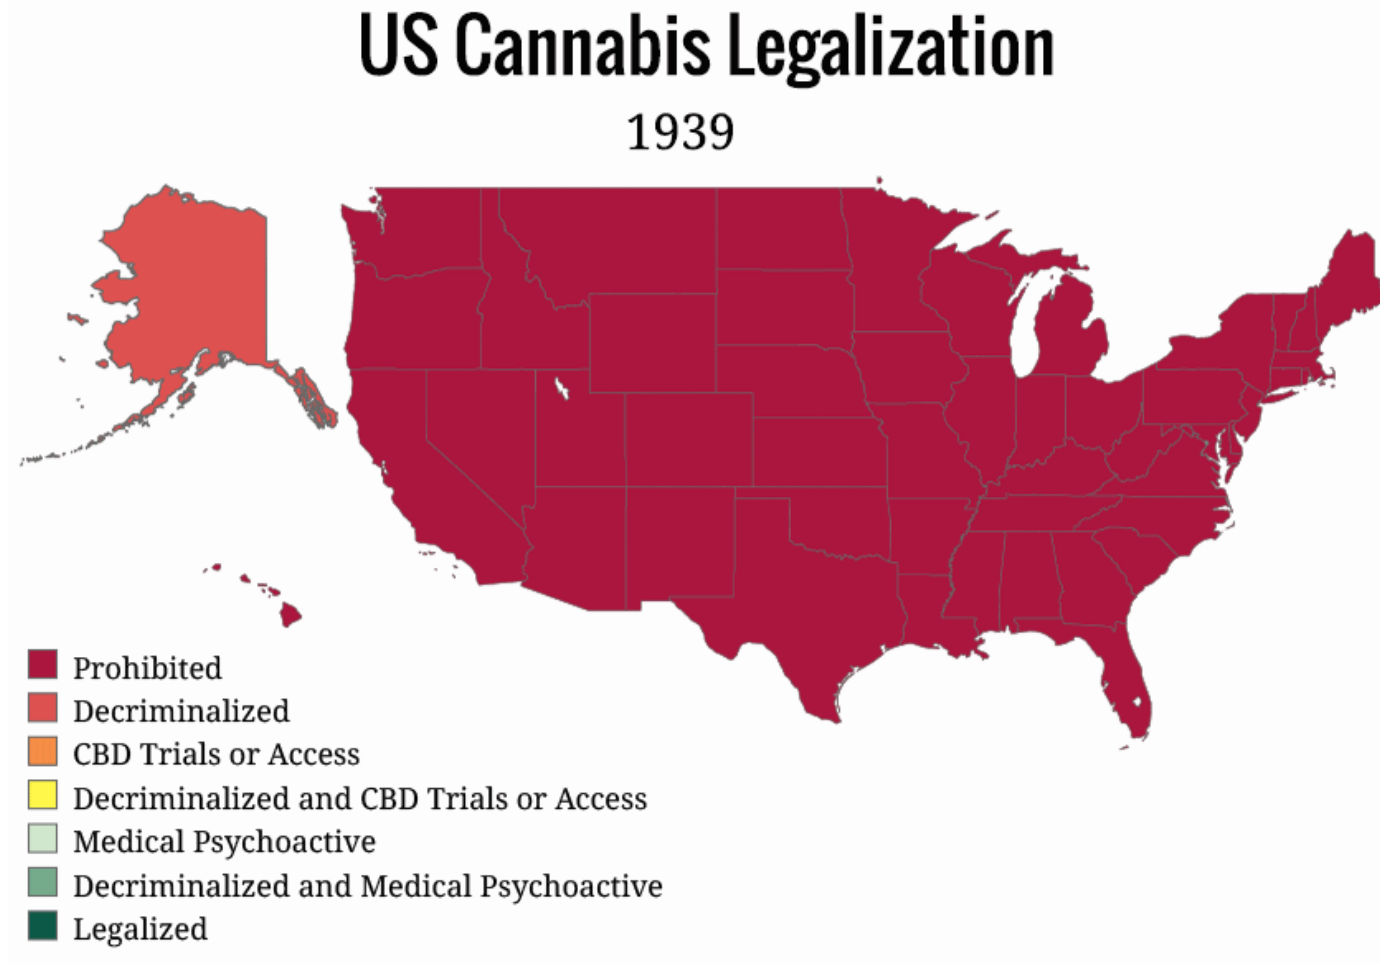 US Cannabis Legalization
1939
Prohibited
Decriminalized
CBD Trials or Access
Decriminalized and CBD Trials or Access
Medical Psychoactive
Decriminalized and Medical Psychoactive
Legalized